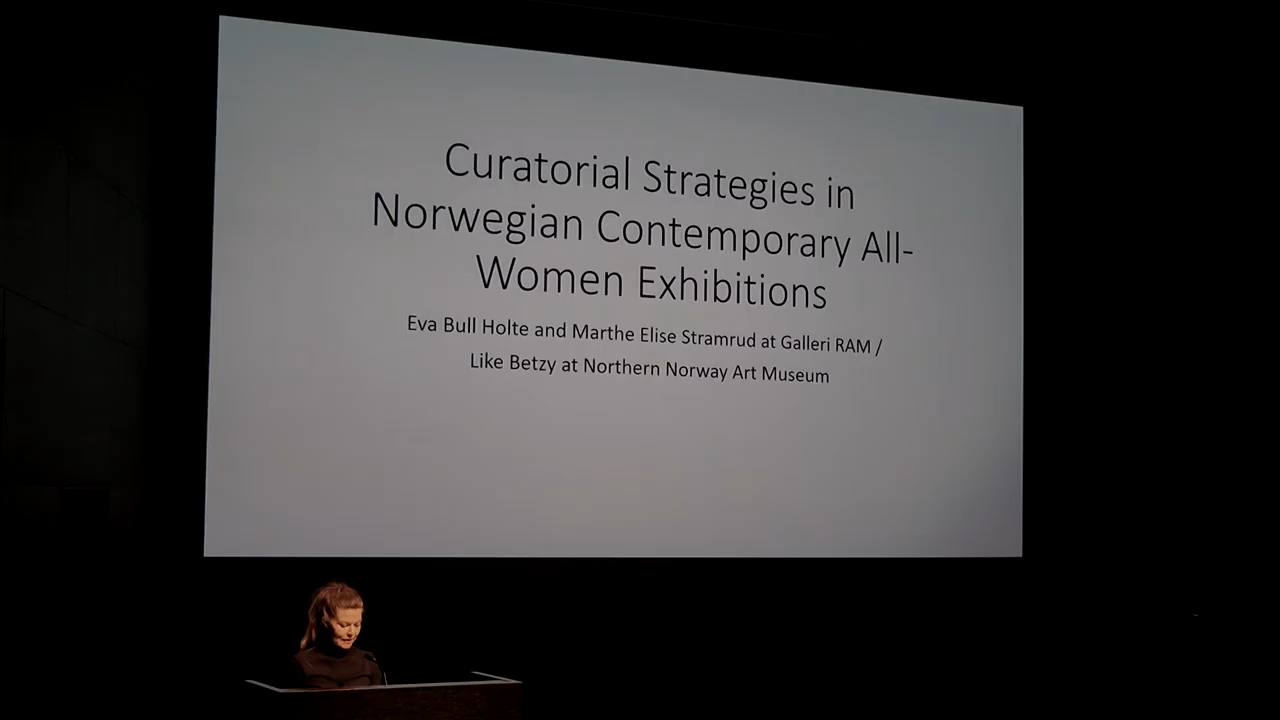 Curatorial Strategies in
Norwegian Contemporary All-
Women Exhibitions
Eva Bull Holte and Marthe Elise Stramrud at Galleri RAM /
Like Betzy at Northern Norway Art Museum